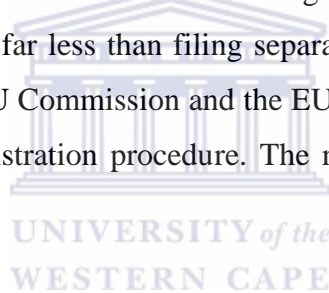 far less than filing separa
U Commission and the EU
istration procedure. The r
UNIVERSITY of the
WESTERN CAPE